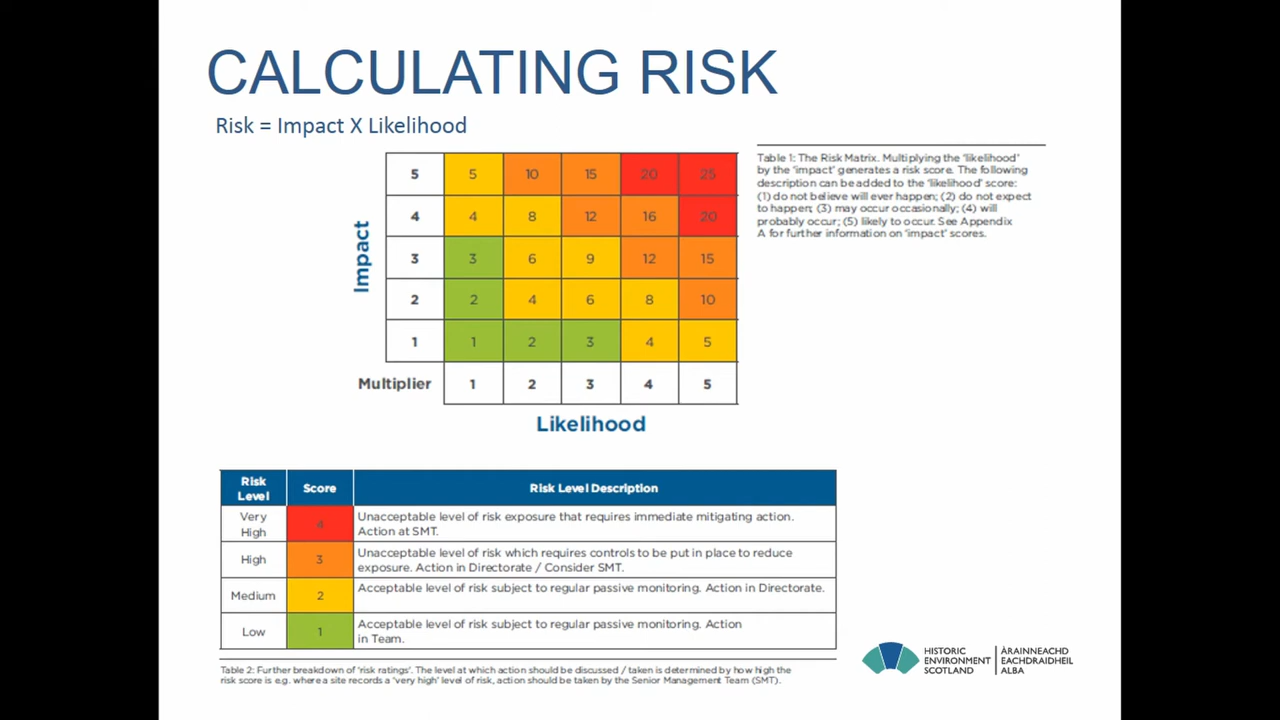 CALCULATING RISK
Risk = Impact X Likelihood
Impact
5 5 10 15 20 25
4 4 8 12 16 20
3 3 6 9 12 15
2 2 4 6 8 10
1 1 2 3 4 5
Multiplier 1 2 3 4 5
Likelihood
Table 1: The Risk Matrix. Multiplying the 'likelihood'
by the 'impact' generates a risk score. The following
description can be added to the 'likelihood' score:
(1) do not believe will ever happen; (2) do not expect
to happen; (3) may occur occasionally; (4) will
probably occur; (5) likely to occur. See Appendix
A for further information on 'impact' scores.
Risk
Level
Score
Risk Level Description
Very
High
4
Unacceptable level of risk exposure that requires immediate mitigating action.
Action at SMT.
High
3
Unacceptable level of risk which requires controls to be put in place to reduce
exposure. Action in Directorate / Consider SMT.
Medium
2
Acceptable level of risk subject to regular passive monitoring. Action in Directorate.
Low
1
Acceptable level of risk subject to regular passive monitoring. Action
in Team.
Table 2: Further breakdown of 'risk ratings'. The level at which action should be discussed / taken is determined by how high the
risk score is e.g. where a site records a 'very high' level of risk, action should be taken by the Senior Management Team (SMT).
HISTORIC
ENVIRONMENT
SCOTLAND
ÀRAINNEACHD
EACHDRAIDHEIL
ALBA